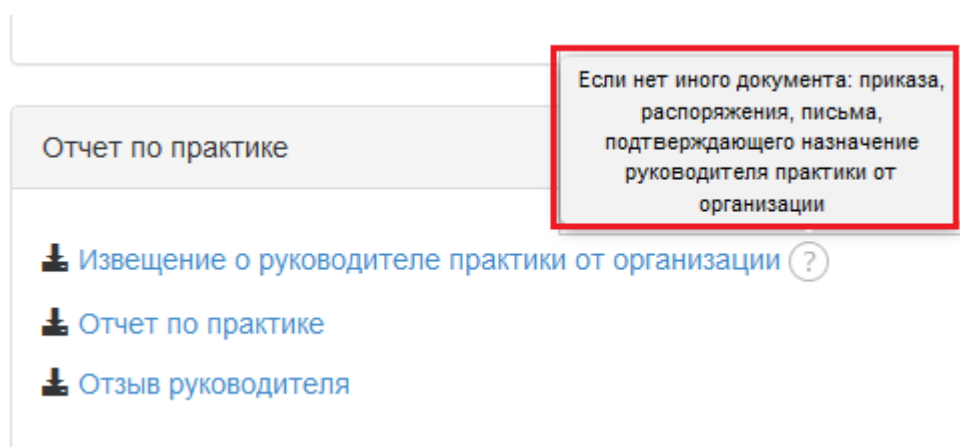 Если нет иного документа: приказа,
распоряжения, письма,
подтверждающего назначение
руководителя практики от
организации
Отчет по практике
Извещение о руководителе практики от организации ?
Отчет по практике
Отзыв руководителя